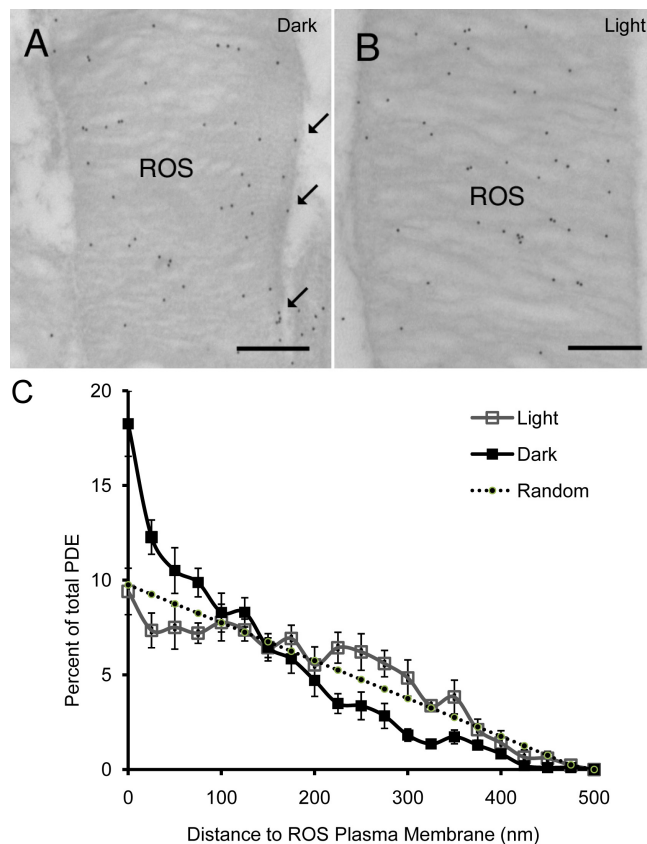 A
Dark
ROS
B
Light
ROS
C
20
15
10
5
0
Percent of total PDE
0 100 200 300 400 500
Distance to ROS Plasma Membrane (nm)
Light
Dark
Random